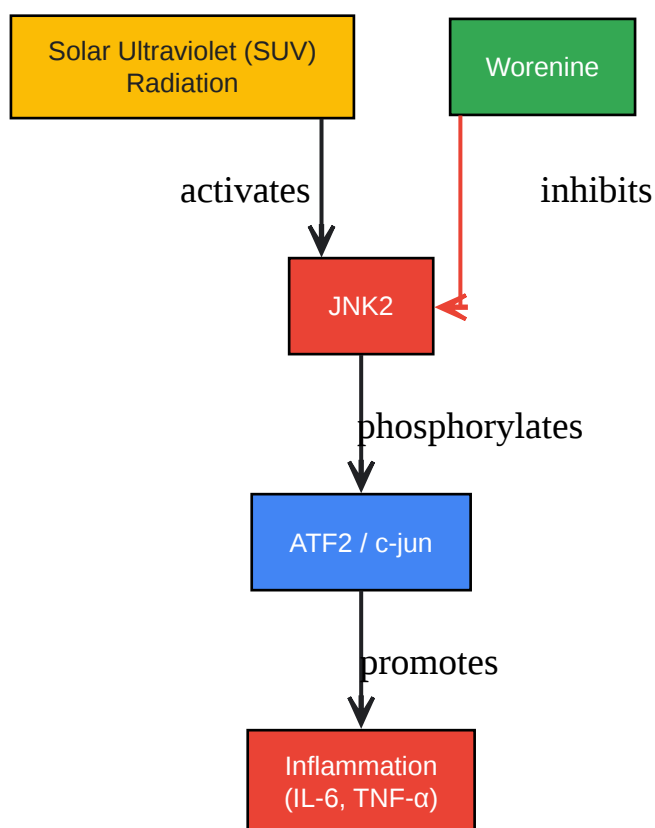 Solar Ultraviolet (SUV)
Radiation
Worenine
activates
inhibits
JNK2
phosphorylates
ATF2 / c-jun
promotes
Inflammation
(IL-6, TNF-α)